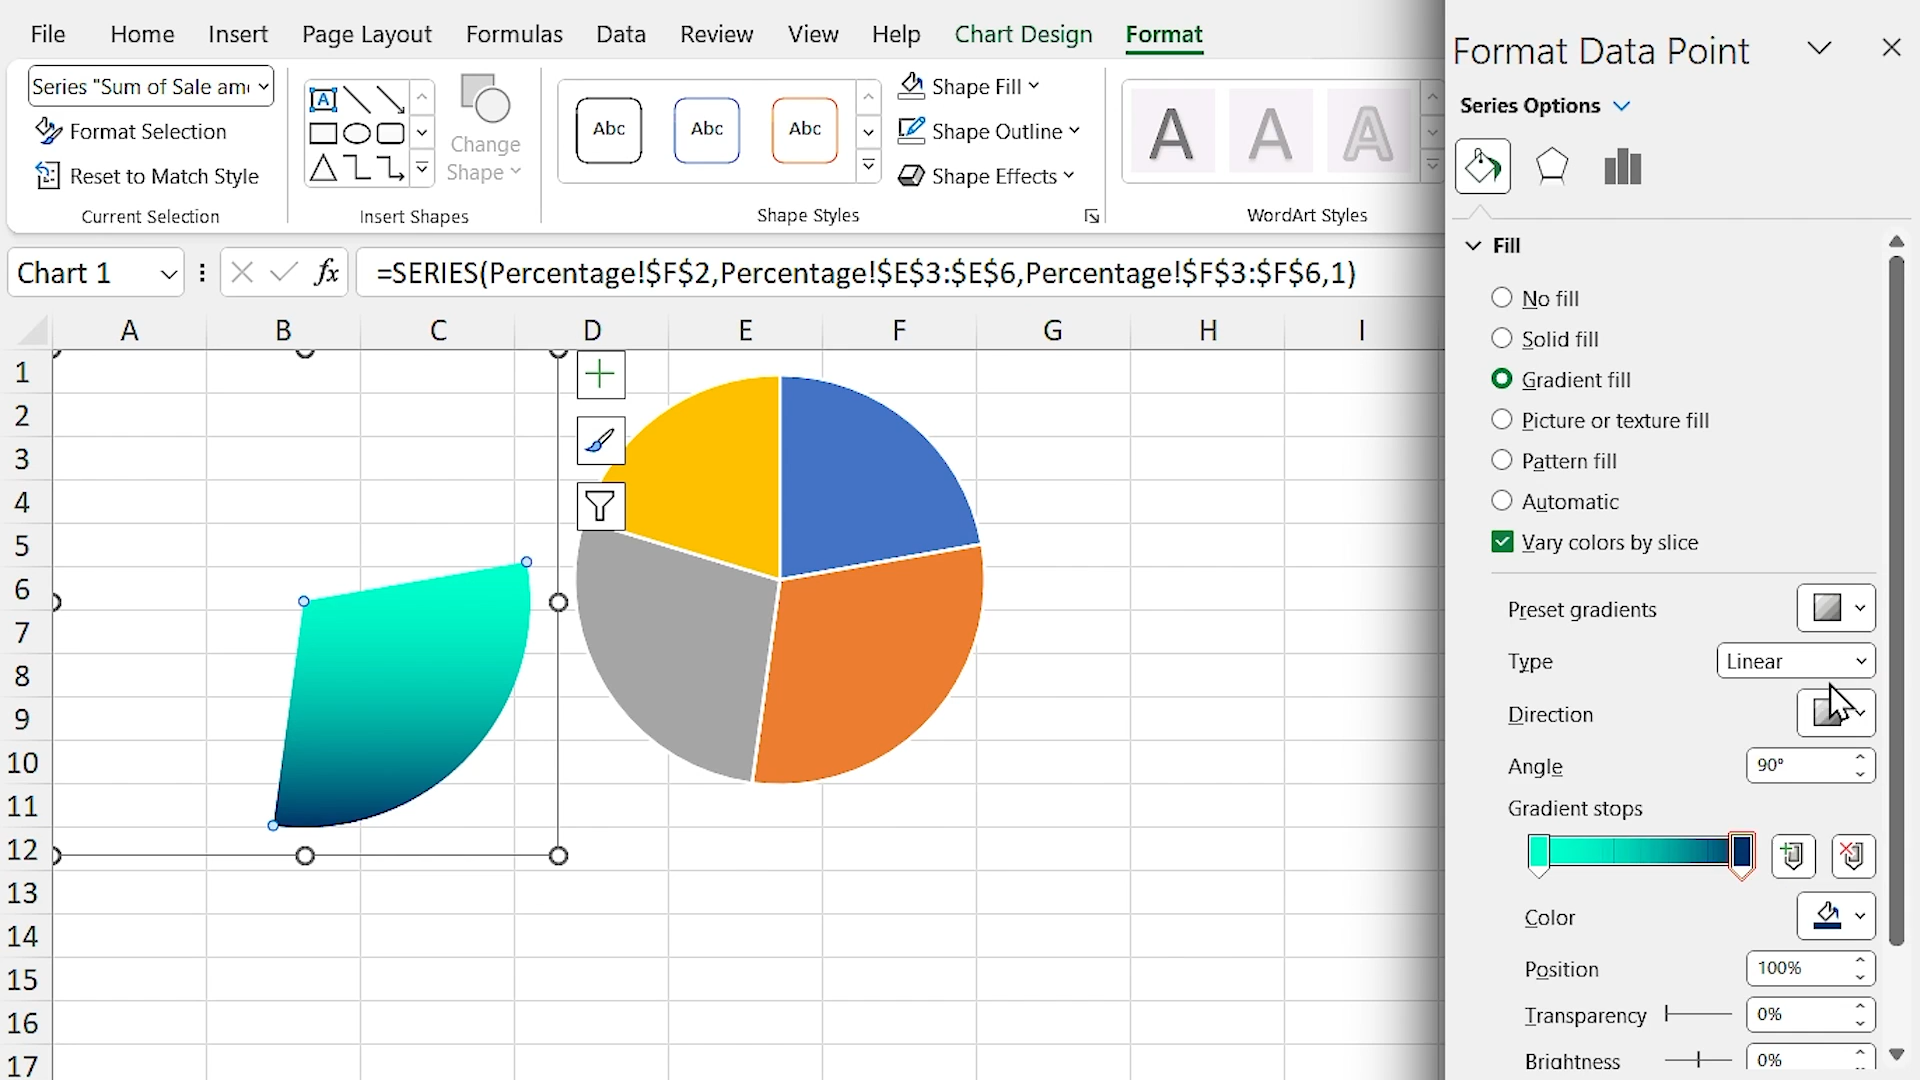 File Home Insert Page Layout Formulas Data Review View Help Chart Design Format
Series "Sum of Sale am
Format Selection
Reset to Match Style
Current Selection
Change
Shape
Insert Shapes
Abc Abc Abc
Shape Styles
Shape Fill
Shape Outline
Shape Effects
A A A
WordArt Styles
Chart 1
fx
=SERIES(Percentage!$F$2,Percentage!$E$3:$E$6,Percentage!$F$3:$F$6,1)
A B C D E F G H I
1
2
3
4
5
6
7
8
9
10
11
12
13
14
15
16
17
Format Data Point
Series Options
Fill
No fill
Solid fill
Gradient fill
Picture or texture fill
Pattern fill
Automatic
Vary colors by slice
Preset gradients
Type Linear
Direction
Angle 90°
Gradient stops
Color
Position 100%
Transparency 0%
Brightness 0%